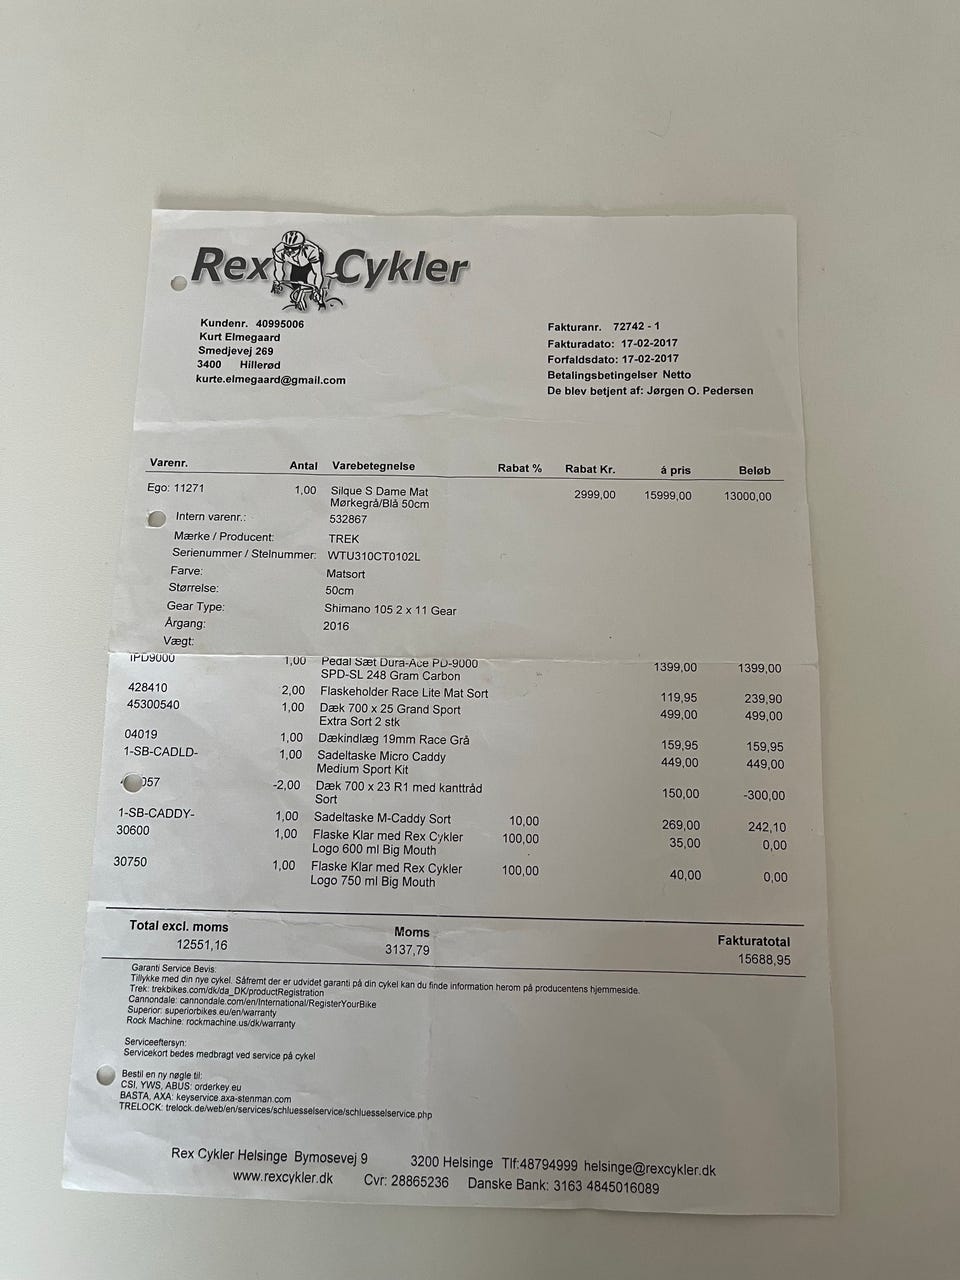 Rex Cykler
Kundenr. 40995006
Kurt Elmegaard
Smedjevej 269
3400 Hillerød
kurte.elmegaard@gmail.com
Fakturanr. 72742 - 1
Fakturadato: 17-02-2017
Forfaldsdato: 17-02-2017
Betalingsbetingelser Netto
De blev betjent af: Jørgen O. Pedersen
Varenr. Antal Varebetegnelse Rabat % Rabat Kr. á pris Beløb
Ego: 11271 1,00 Silque S Dame Mat 2999,00 15999,00 13000,00
Mørkegrå/Blå 50cm
Intern varenr.: 532867
Mærke / Producent: TREK
Serienummer / Stelnummer: WTU310CT0102L
Farve: Matsort
Størrelse: 50cm
Gear Type: Shimano 105 2 x 11 Gear
Årgang: 2016
Vægt:
IPD9000 1,00 Pedal Sæt Dura-Ace PD-9000 1399,00 1399,00
SPD-SL 248 Gram Carbon
428410 2,00 Flaskeholder Race Lite Mat Sort 119,95 239,90
45300540 1,00 Dæk 700 x 25 Grand Sport 499,00 499,00
Extra Sort 2 stk
04019 1,00 Dækindlæg 19mm Race Grå 159,95 159,95
1-SB-CADLD- 1,00 Sadeltaske Micro Caddy 449,00 449,00
Medium Sport Kit
057 -2,00 Dæk 700 x 23 R1 med kanttråd 150,00 -300,00
Sort
1-SB-CADDY- 1,00 Sadeltaske M-Caddy Sort 10,00 269,00 242,10
30600 1,00 Flaske Klar med Rex Cykler 100,00 35,00 0,00
Logo 600 ml Big Mouth
30750 1,00 Flaske Klar med Rex Cykler 100,00 40,00 0,00
Logo 750 ml Big Mouth
Total excl. moms Moms Fakturatotal
12551,16 3137,79 15688,95
Garanti Service Bevis:
Tillykke med din nye cykel. Såfremt der er udvidet garanti på din cykel kan du finde information herom på producentens hjemmeside.
Trek: trekbikes.com/dk/da_DK/productRegistration
Cannondale: cannondale.com/en/International/RegisterYourBike
Superior: superiorbikes.eu/en/warranty
Rock Machine: rockmachine.us/dk/warranty
Serviceeftersyn:
Servicekort bedes medbragt ved service på cykel
Bestil en ny nøgle til:
CSI, YWS, ABUS: orderkey.eu
BASTA, AXA: keyservice.axa-stenman.com
TRELOCK: trelock.de/web/en/services/schluesselservice/schluesselservice.php
Rex Cykler Helsinge Bymosevej 9 3200 Helsinge Tlf:48794999 helsinge@rexcykler.dk
www.rexcykler.dk Cvr: 28865236 Danske Bank: 3163 4845016089